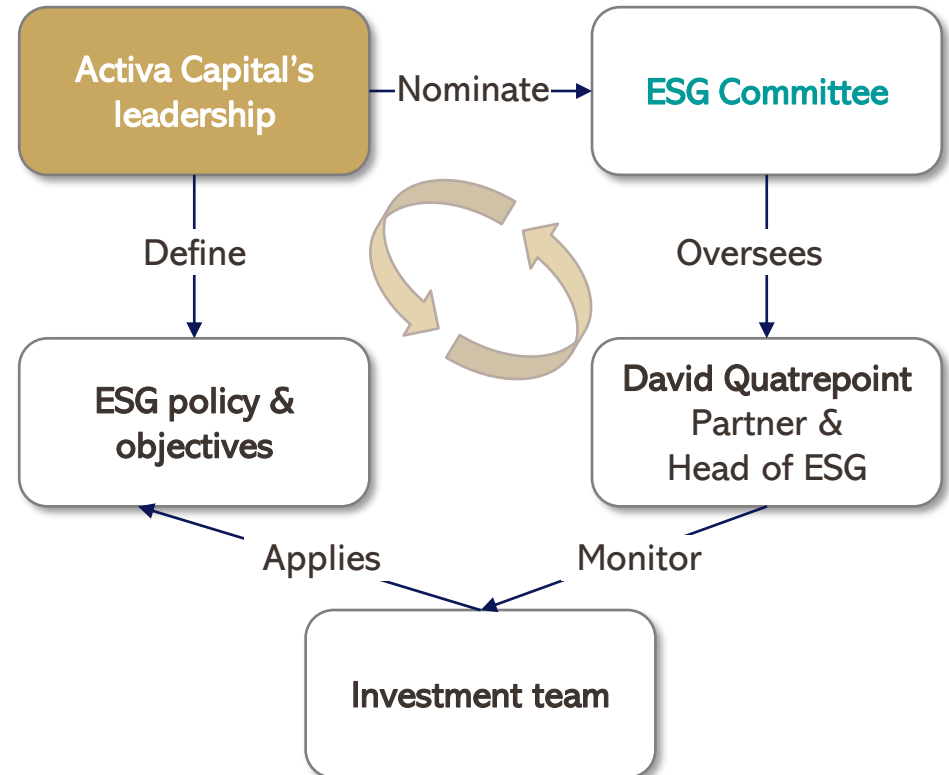 Activa Capital’s
leadership
Nominate
ESG Committee
Define
Oversees
ESG policy &
objectives
David Quatrepoint
Partner &
Head of ESG
Applies
Monitor
Investment team